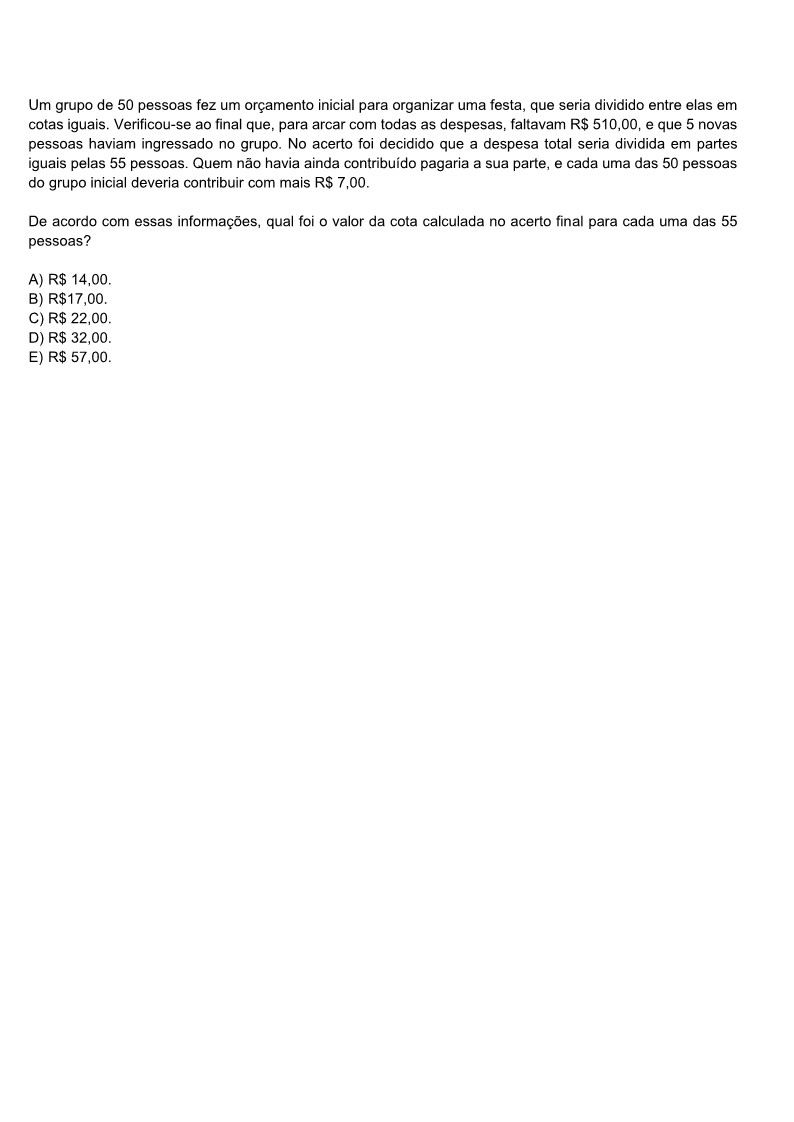 Um grupo de 50 pessoas fez um orçamento inicial para organizar uma festa, que seria dividido entre elas em
cotas iguais. Verificou-se ao final que, para arcar com todas as despesas, faltavam R$ 510,00, e que 5 novas
pessoas haviam ingressado no grupo. No acerto foi decidido que a despesa total seria dividida em partes
iguais pelas 55 pessoas. Quem não havia ainda contribuído pagaria a sua parte, e cada uma das 50 pessoas
do grupo inicial deveria contribuir com mais R$ 7,00.
De acordo com essas informações, qual foi o valor da cota calculada no acerto final para cada uma das 55
pessoas?
A) R$ 14,00.
B) R$17,00.
C) R$ 22,00.
D) R$ 32,00.
E) R$ 57,00.